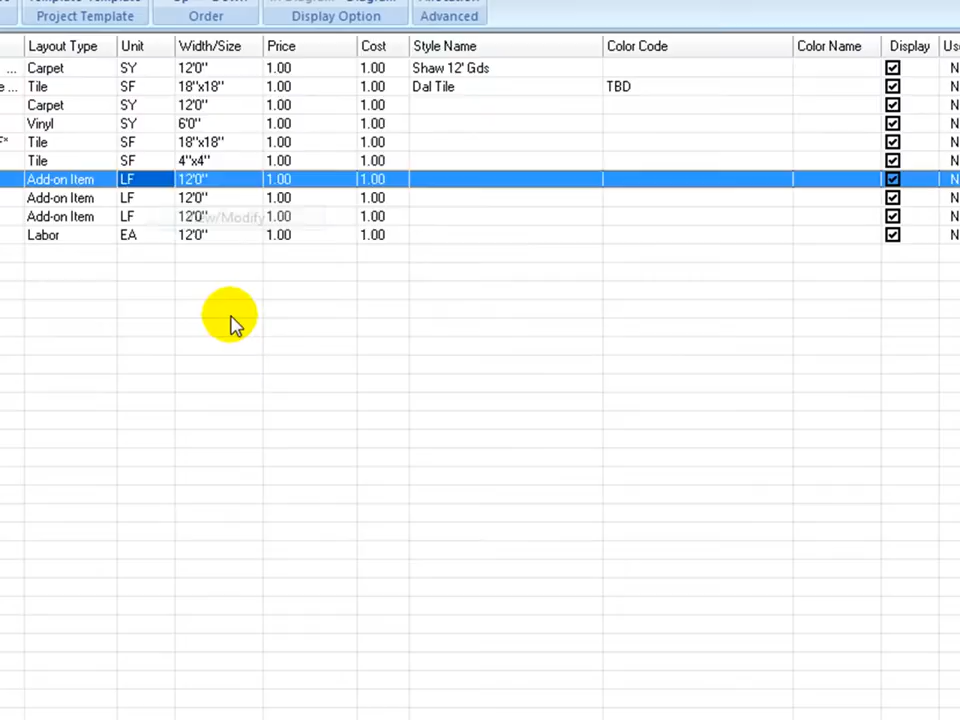 Project Template Order Display Option Advanced
Layout Type Unit Width/Size Price Cost Style Name Color Code Color Name Display
... Carpet SY 12'0" 1.00 1.00 Shaw 12' Gds N
e ... Tile SF 18"x18" 1.00 1.00 Dal Tile TBD N
Carpet SY 12'0" 1.00 1.00 N
Vinyl SY 6'0" 1.00 1.00 N
F* Tile SF 18"x18" 1.00 1.00 N
Tile SF 4"x4" 1.00 1.00 N
Add-on Item LF 12'0" 1.00 1.00 N
Add-on Item LF 12'0" 1.00 1.00 N
Add-on Item LF 12'0" 1.00 1.00 N
Labor EA 12'0" 1.00 1.00 N